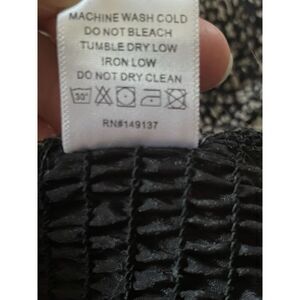 MACHINE WASH COLD
DO NOT BLEACH
TUMBLE DRY LOW
IRON LOW
DO NOT DRY CLEAN
30°
RN#149137